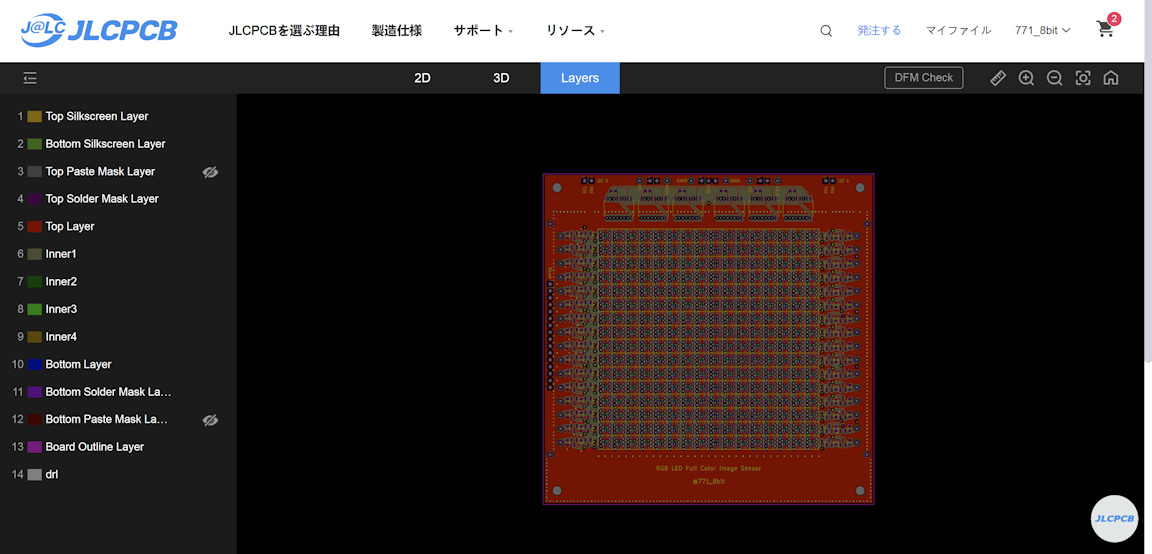 J@LC JLCPCB JLCPCBを選ぶ理由 製造仕様 サポート リソース 発注する マイファイル 771_8bit 2
2D 3D Layers DFM Check
1 Top Silkscreen Layer
2 Bottom Silkscreen Layer
3 Top Paste Mask Layer
4 Top Solder Mask Layer
5 Top Layer
6 Inner1
7 Inner2
8 Inner3
9 Inner4
10 Bottom Layer
11 Bottom Solder Mask La...
12 Bottom Paste Mask La...
13 Board Outline Layer
14 drl
RGB LED Full Color Image Sensor
@771_8bit
JLCPCB